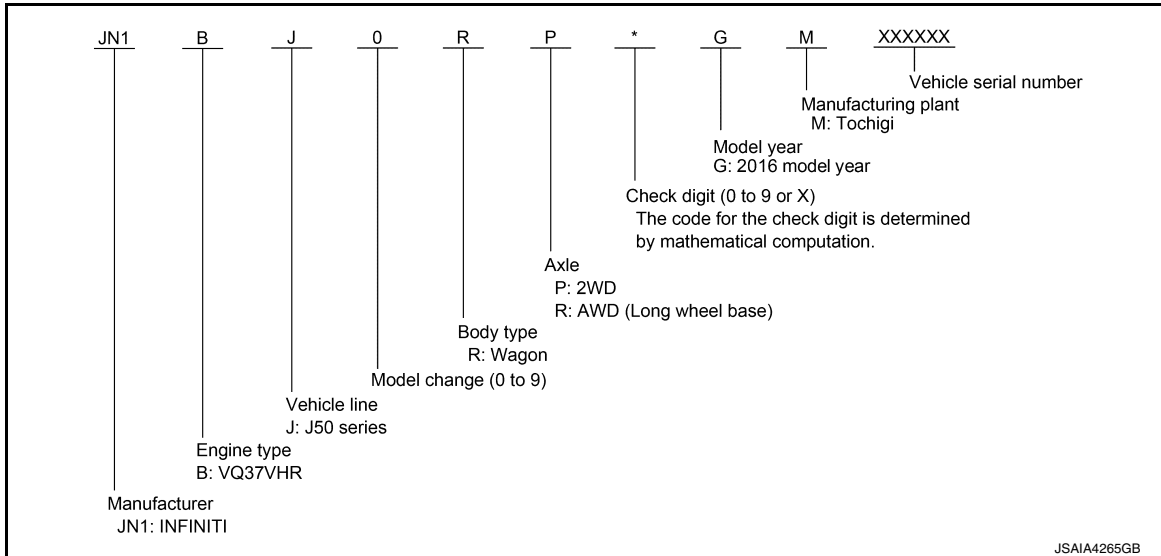 JN1 B J 0 R P * G M XXXXXX
Vehicle serial number
Manufacturing plant
M: Tochigi
Model year
G: 2016 model year
Check digit (0 to 9 or X)
The code for the check digit is determined
by mathematical computation.
Axle
P: 2WD
R: AWD (Long wheel base)
Body type
R: Wagon
Model change (0 to 9)
Vehicle line
J: J50 series
Engine type
B: VQ37VHR
Manufacturer
JN1: INFINITI
JSAIA4265GB